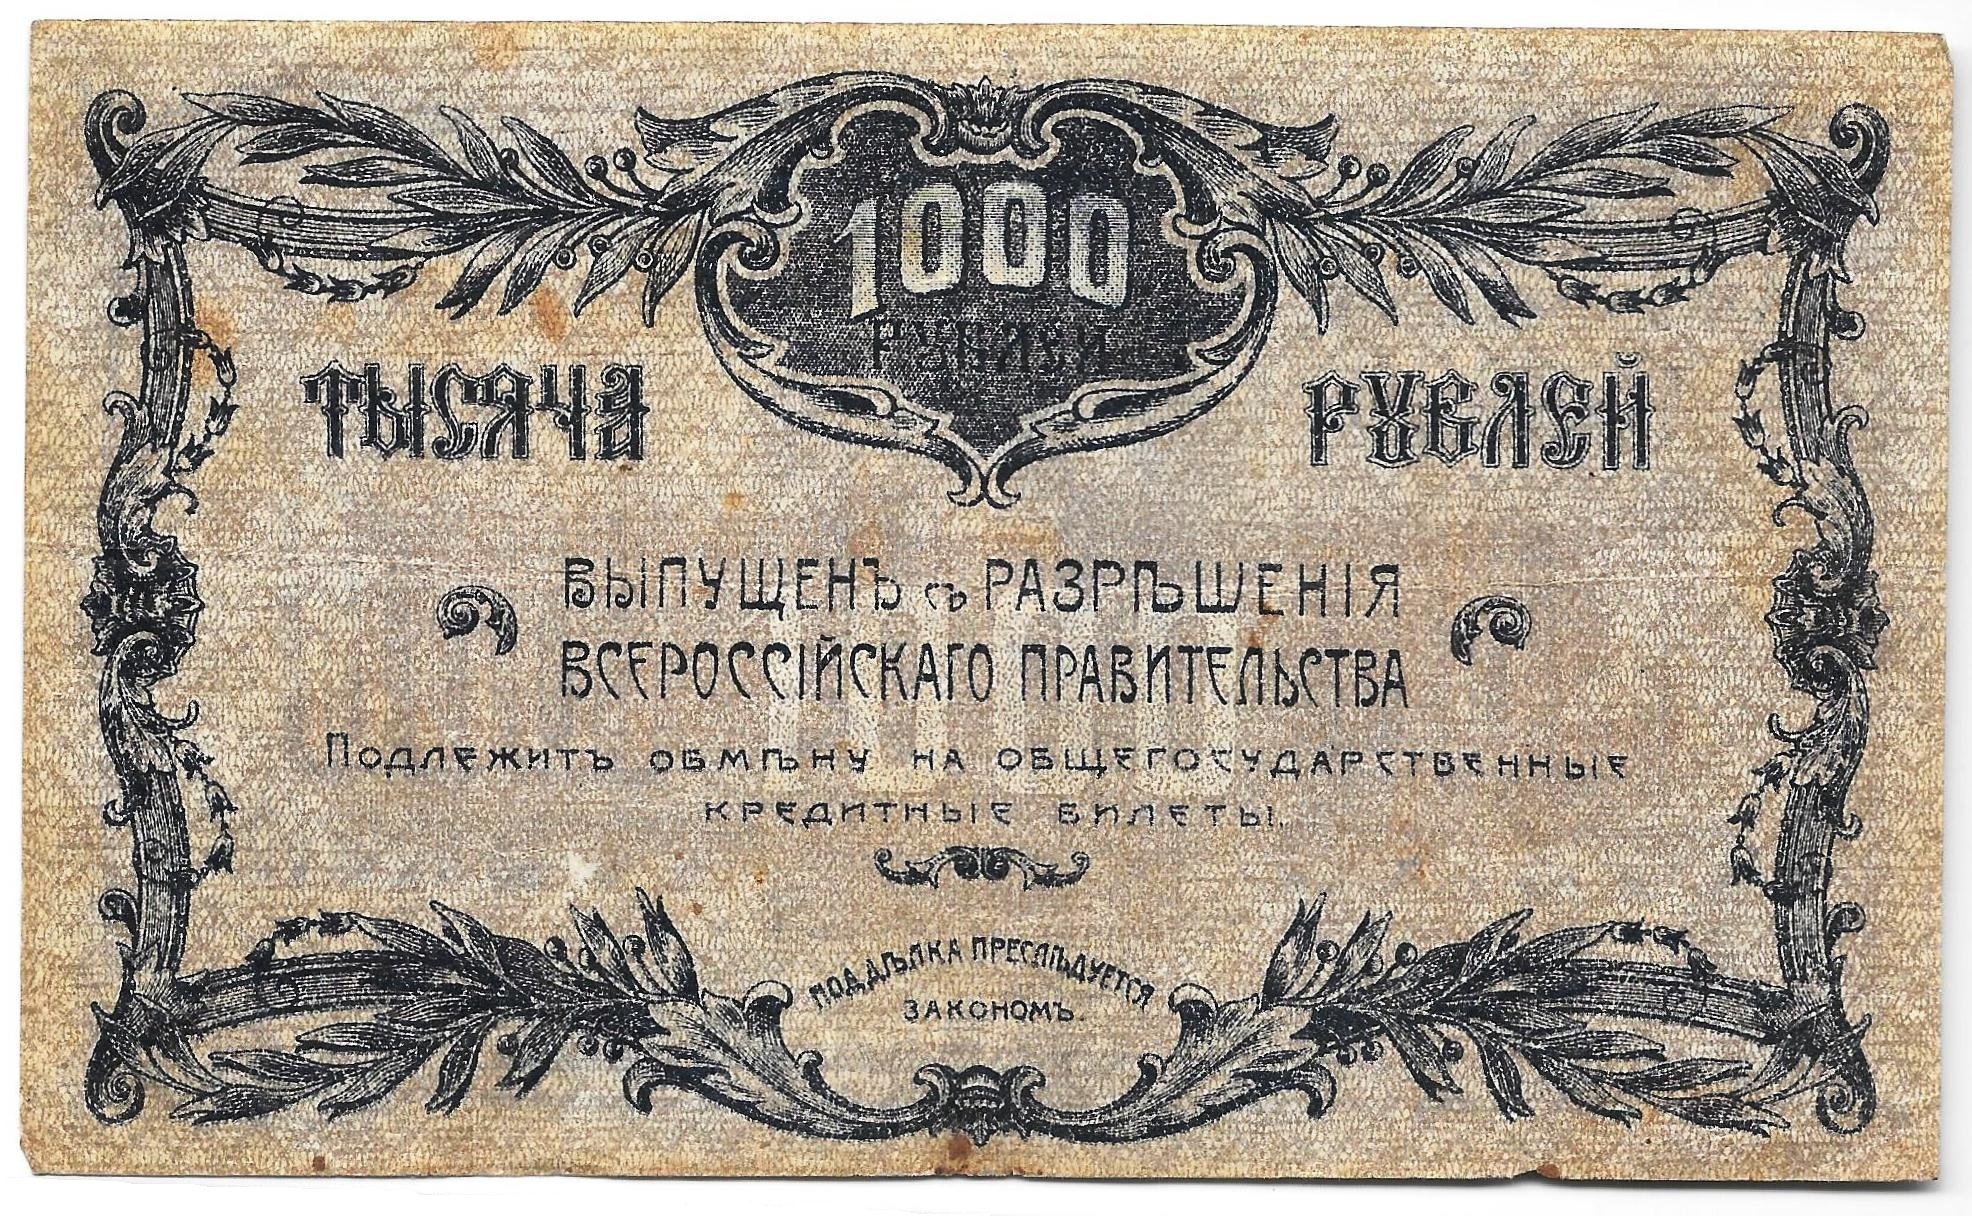 1000
РУБЛЕЙ
ТЫСЯЧА РУБЛЕЙ
ВЫПУЩЕНЪ съ РАЗРѢШЕНІЯ
ВСЕРОССІЙСКАГО ПРАВИТЕЛЬСТВА
ПОДЛЕЖИТЪ ОБМѢНУ НА ОБЩЕГОСУДАРСТВЕННЫЕ
КРЕДИТНЫЕ БИЛЕТЫ.
ПОДДѢЛКА ПРЕСЛѢДУЕТСЯ
ЗАКОНОМЪ.